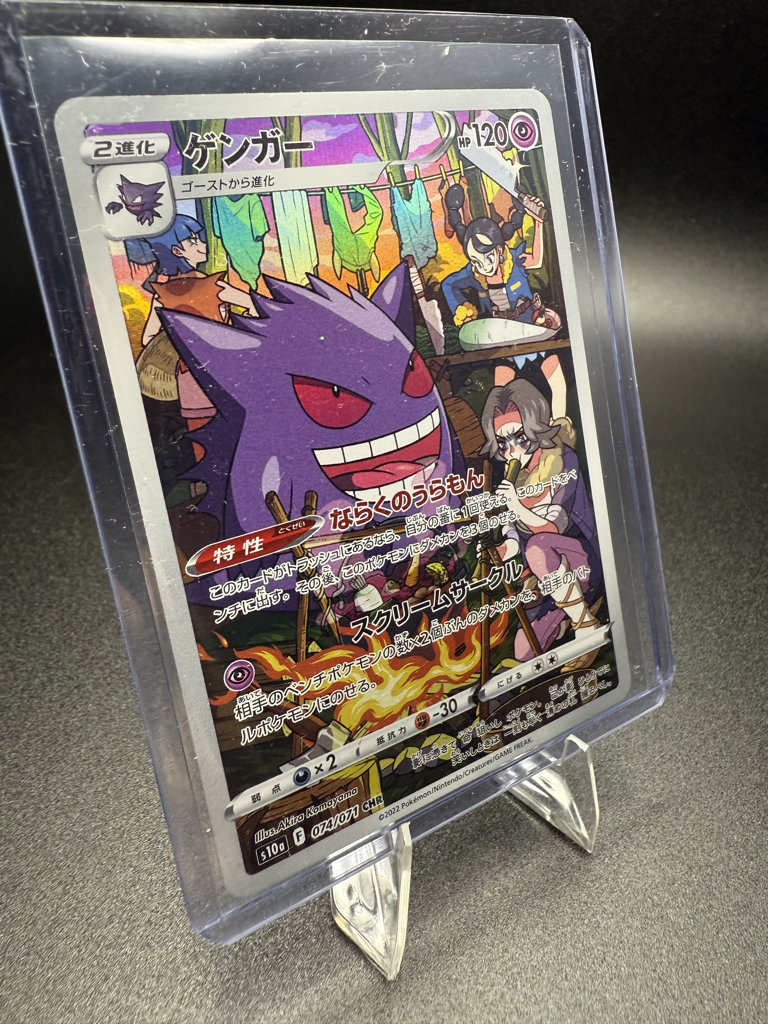 2進化
ゲンガー
HP120
ゴーストから進化
特性
とくせい
ならくのうらもん
このカードがトラッシュにあるなら、自分の番に1回使える。このカードをベ
ンチに出す。その後、このポケモンにダメカンを3個のせる。
スクリームサークル
相手のベンチポケモンの数×2個ぶんのダメカンを、相手のバト
ルポケモンにのせる。
弱点 ×2 抵抗力 -30 にげる
Illus. Akira Komayama
s10a F 074/071 CHR
©2022 Pokémon/Nintendo/Creatures/GAME FREAK.